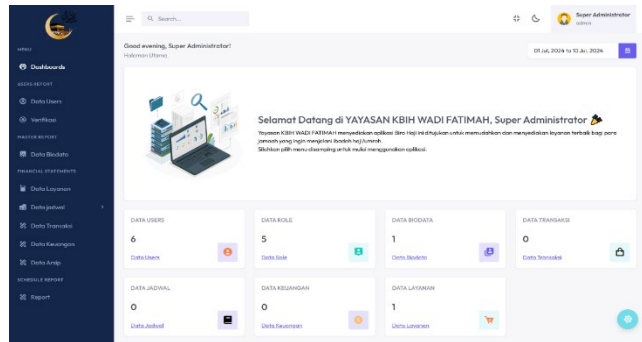 Search...
Super Administrator
admin
Good evening, Super Administrator!
Halaman Utama.
01 Jul, 2024 to 10 Jul, 2024
MENU
Dashboards
USERS REPORT
Data Users
Verifikasi
MASTER REPORT
Data Biodata
FINANCIAL STATEMENTS
Data Layanan
Data Jadwal
Data Transaksi
Data Keuangan
Data Arsip
SCHEDULE REPORT
Report
Selamat Datang di YAYASAN KBIH WADI FATIMAH, Super Administrator
Yayasan KBIH WADI FATIMAH menyediakan aplikasi Biro Haji ini ditujukan untuk memudahkan dan menyediakan layanan terbaik bagi para
jamaah yang ingin menjalani ibadah haji/umrah.
Silahkan pilih menu disamping untuk mulai menggunakan aplikasi.
DATA USERS
6
Data Users
DATA ROLE
5
Data Role
DATA BIODATA
1
Data Biodata
DATA TRANSAKSI
0
Data Transaksi
DATA JADWAL
0
Data Jadwal
DATA KEUANGAN
0
Data Keuangan
DATA LAYANAN
1
Data Layanan